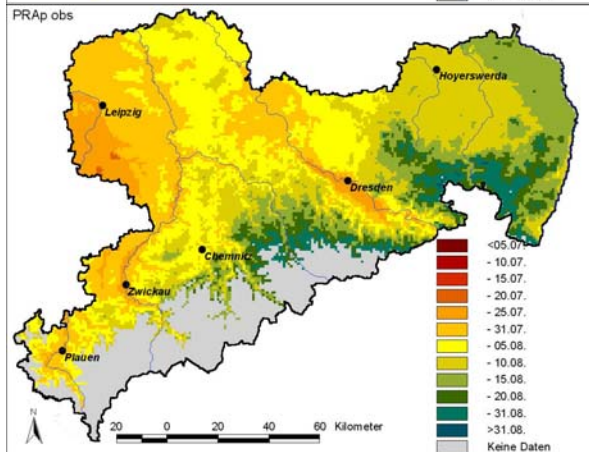 PRAp obs
Hoyerswerda
Leipzig
Dresden
Chemnitz
Zwickau
Plauen
<05.07.
- 10.07.
- 15.07.
- 20.07.
- 25.07.
- 31.07.
- 05.08.
- 10.08.
- 15.08.
- 20.08.
- 31.08.
>31.08.
Keine Daten
N
20 0 20 40 60 Kilometer